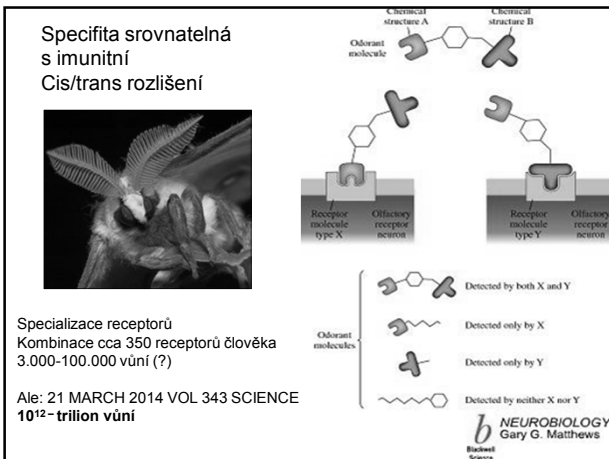 Specifita srovnatelná
s imunitní
Cis/trans rozlišení
Chemical
structure A
Chemical
structure B
Odorant
molecule
Receptor
molecule
type X
Olfactory
receptor
neuron
Receptor
molecule
type Y
Olfactory
receptor
neuron
Specializace receptorů
Kombinace cca 350 receptorů člověka
3.000-100.000 vůní (?)
Ale: 21 MARCH 2014 VOL 343 SCIENCE
10¹²⁻trilion vůní
Odorant
molecules
Detected by both X and Y
Detected only by X
Detected only by Y
Detected by neither X nor Y
b
Blackwell
Science
NEUROBIOLOGY
Gary G. Matthews